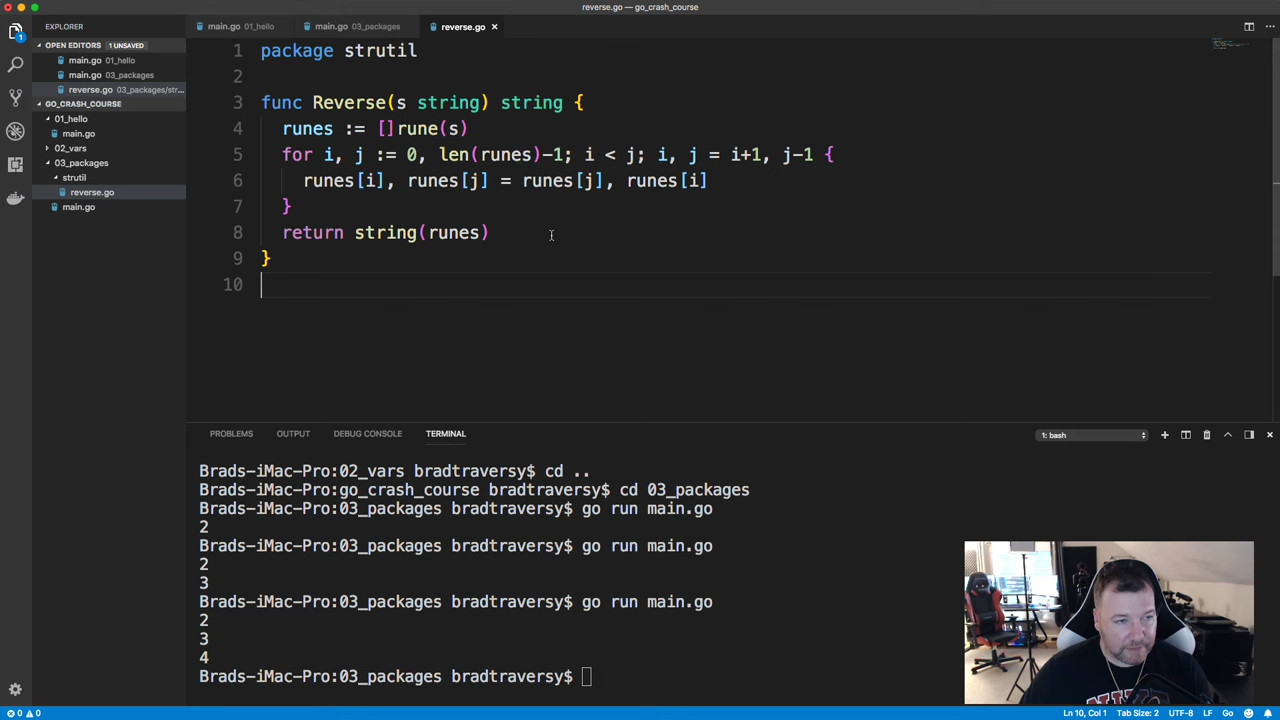 reverse.go — go_crash_course
EXPLORER
main.go 01_hello
main.go 03_packages
reverse.go
OPEN EDITORS 1 UNSAVED
main.go 01_hello
main.go 03_packages
reverse.go 03_packages/str...
GO_CRASH_COURSE
01_hello
main.go
02_vars
03_packages
strutil
reverse.go
main.go
1
1 package strutil
2
3 func Reverse(s string) string {
4 runes := []rune(s)
5 for i, j := 0, len(runes)-1; i < j; i, j = i+1, j-1 {
6 runes[i], runes[j] = runes[j], runes[i]
7 }
8 return string(runes)
9 }
10
PROBLEMS OUTPUT DEBUG CONSOLE TERMINAL
1: bash
Brads-iMac-Pro:02_vars bradtraversy$ cd ..
Brads-iMac-Pro:go_crash_course bradtraversy$ cd 03_packages
Brads-iMac-Pro:03_packages bradtraversy$ go run main.go
2
Brads-iMac-Pro:03_packages bradtraversy$ go run main.go
2
3
Brads-iMac-Pro:03_packages bradtraversy$ go run main.go
2
3
4
Brads-iMac-Pro:03_packages bradtraversy$
0 0
Ln 10, Col 1 Tab Size: 2 UTF-8 LF Go